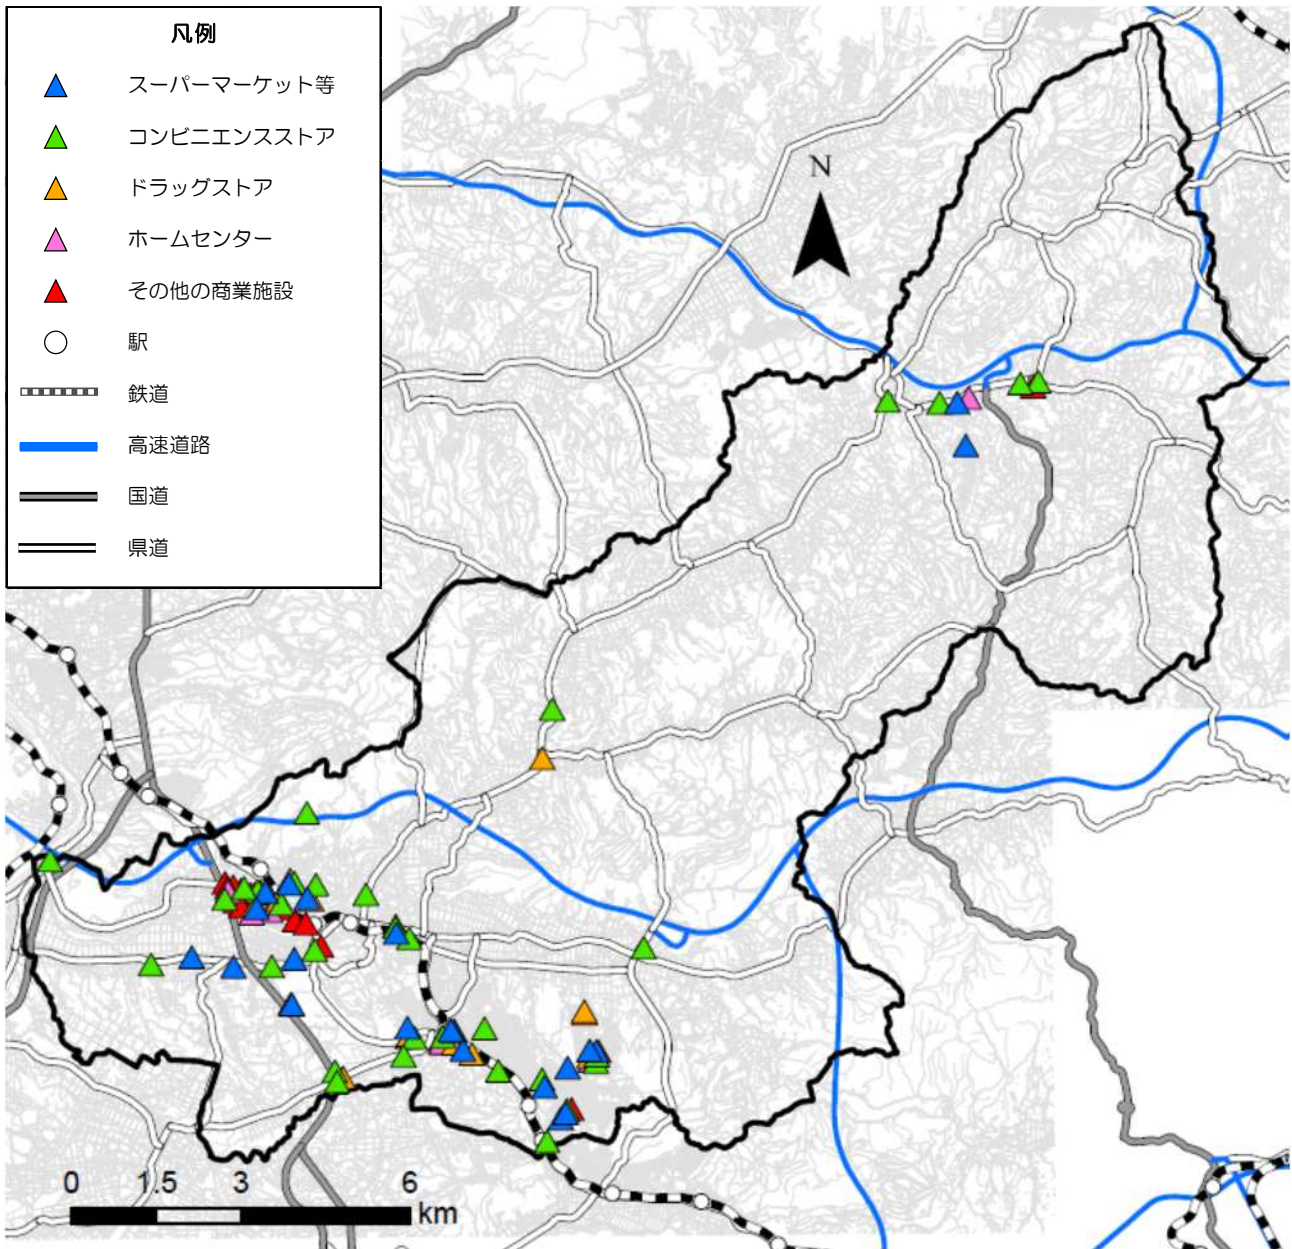 凡例
スーパーマーケット等
コンビニエンスストア
ドラッグストア
ホームセンター
その他の商業施設
駅
鉄道
高速道路
国道
県道
N
0 1.5 3 6
km